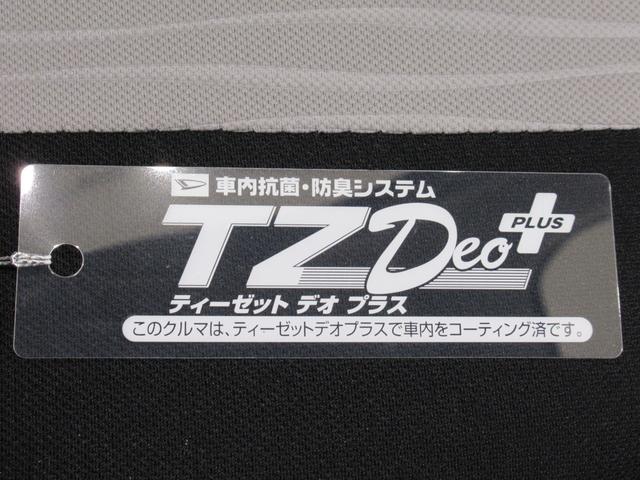 車内抗菌・防臭システム
TZDeo PLUS
ティーゼット デオ プラス
このクルマは、ティーゼットデオプラスで車内をコーティング済です。